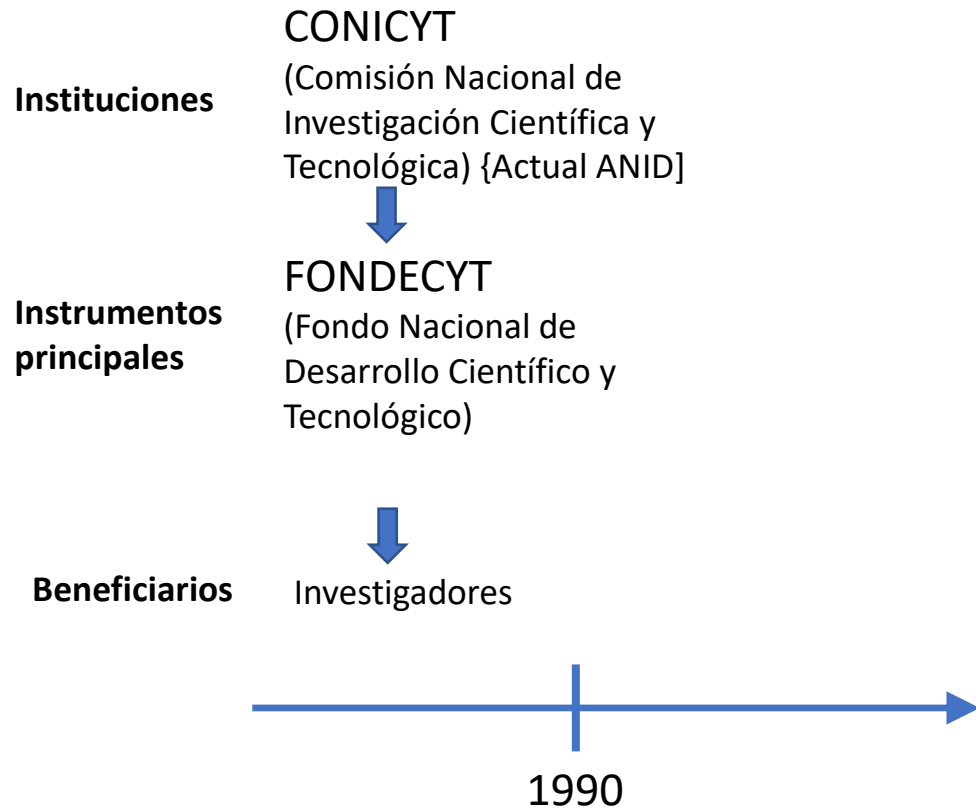 CONICYT
Instituciones
(Comisión Nacional de
Investigación Científica y
Tecnológica) {Actual ANID]
FONDECYT
Instrumentos
principales
(Fondo Nacional de
Desarrollo Científico y
Tecnológico)
Beneficiarios
Investigadores
1990